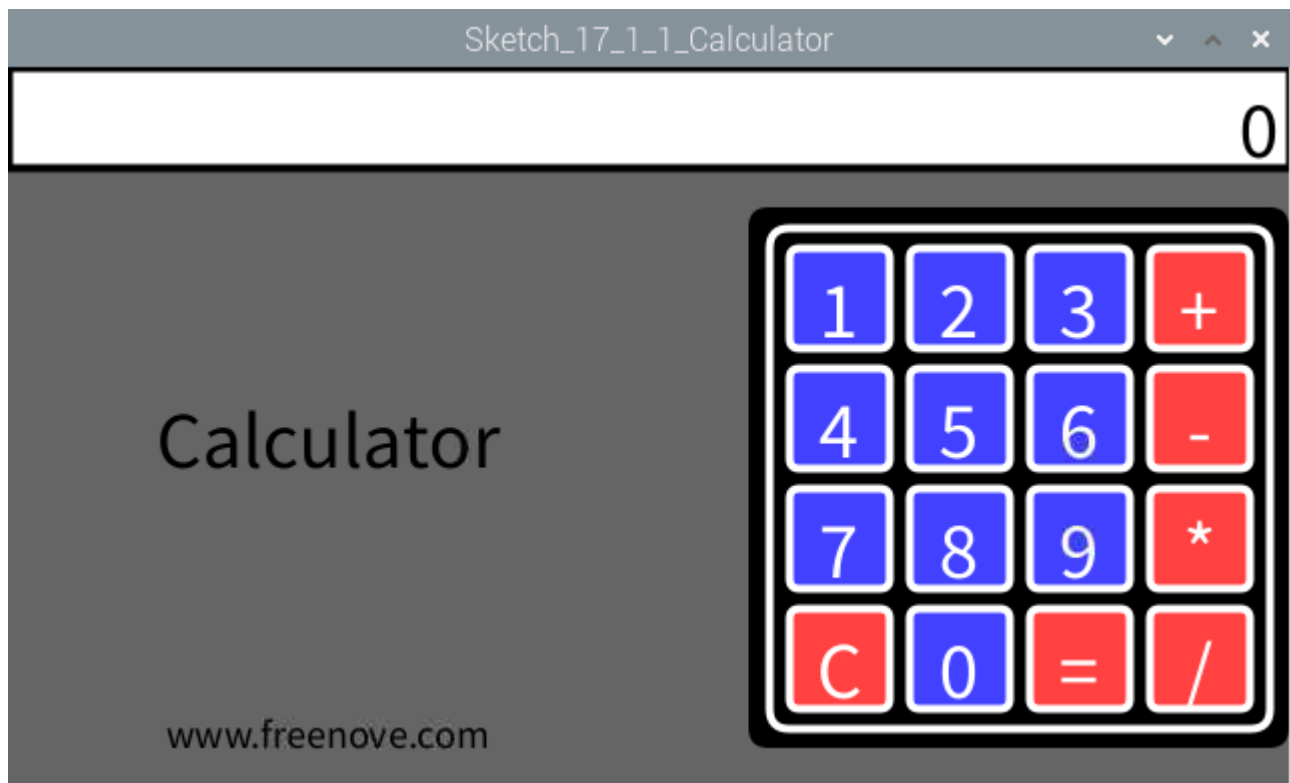 Sketch_17_1_1_Calculator
0
1 2 3 +
4 5 6 -
7 8 9 *
C 0 = /
Calculator
www.freenove.com